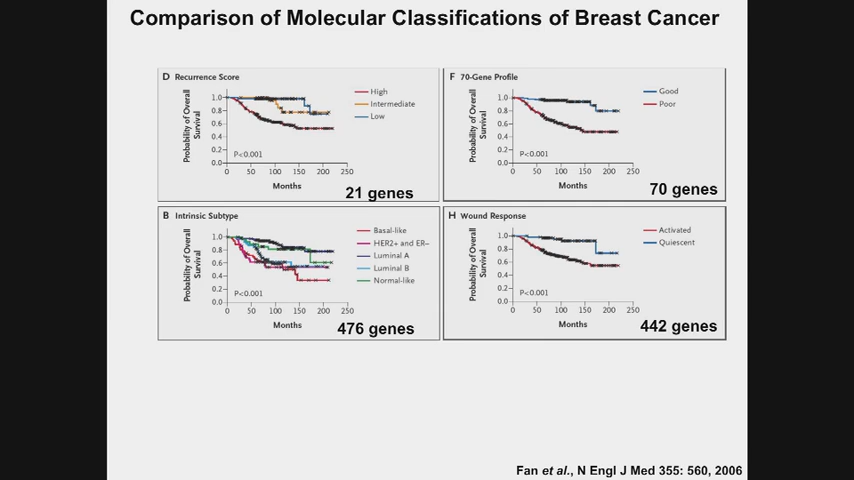 Comparison of Molecular Classifications of Breast Cancer
D Recurrence Score
Probability of Overall
Survival
1.0
0.8
0.6
0.4
0.2
0.0
P<0.001
0 50 100 150 200 250
Months
High
Intermediate
Low
21 genes
F 70-Gene Profile
Probability of Overall
Survival
1.0
0.8
0.6
0.4
0.2
0.0
P<0.001
0 50 100 150 200 250
Months
Good
Poor
70 genes
B Intrinsic Subtype
Probability of Overall
Survival
1.0
0.8
0.6
0.4
0.2
0.0
P<0.001
0 50 100 150 200 250
Months
Basal-like
HER2+ and ER–
Luminal A
Luminal B
Normal-like
476 genes
H Wound Response
Probability of Overall
Survival
1.0
0.8
0.6
0.4
0.2
0.0
P<0.001
0 50 100 150 200 250
Months
Activated
Quiescent
442 genes
Fan et al., N Engl J Med 355: 560, 2006